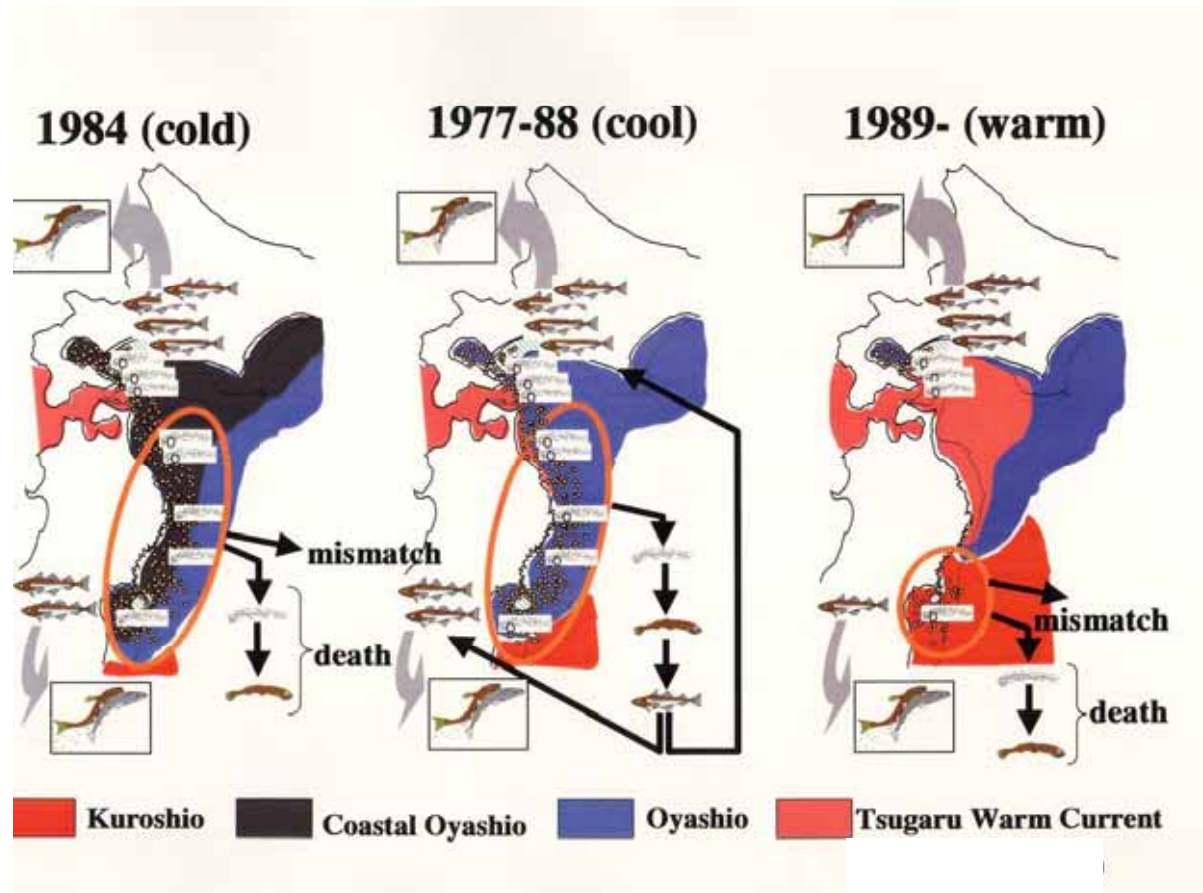 1984 (cold)
1977-88 (cool)
1989- (warm)
mismatch
death
mismatch
death
Kuroshio
Coastal Oyashio
Oyashio
Tsugaru Warm Current